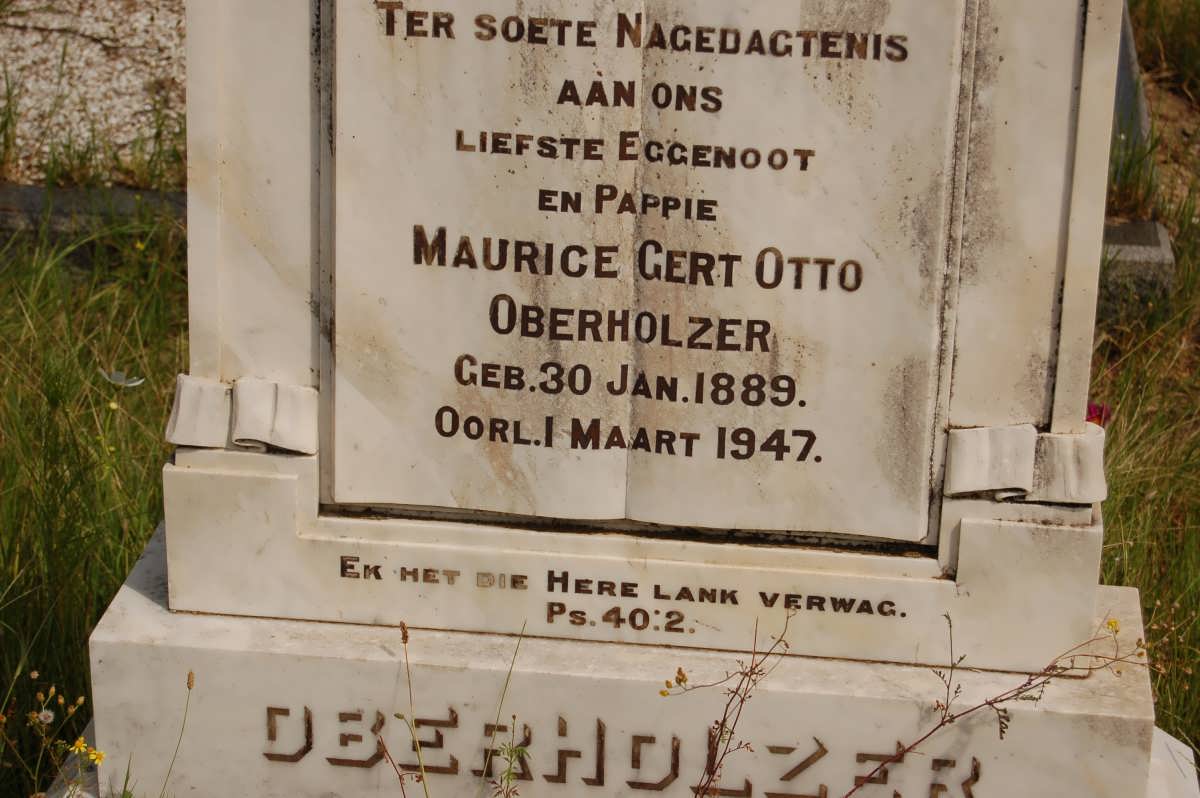 TER SOETE NAGEDAGTENIS
AAN ONS
LIEFSTE EGGENOOT
EN PAPPIE
MAURICE GERT OTTO
OBERHOLZER
GEB. 30 JAN. 1889.
OORL. 1 MAART 1947.
EK HET DIE HERE LANK VERWAG.
PS. 40:2.
OBERHOLZER